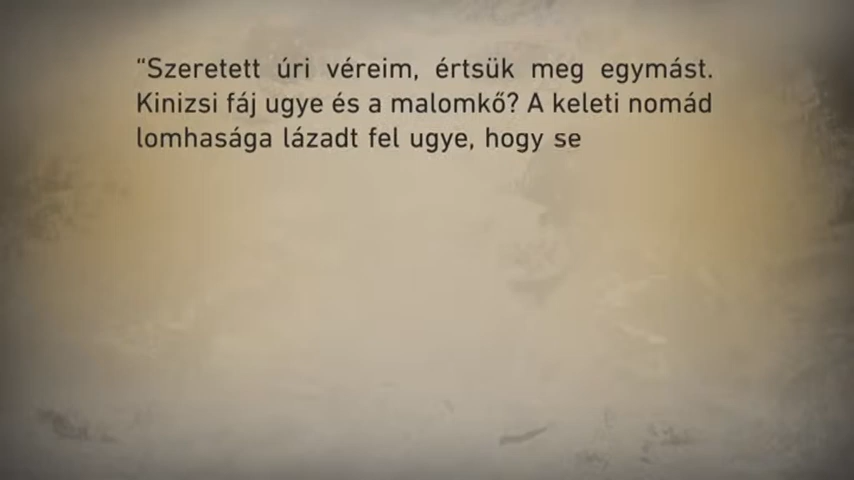 “Szeretett úri véreim, értsük meg egymást.
Kinizsi fáj ugye és a malomkő? A keleti nomád
lomhasága lázadt fel ugye, hogy se